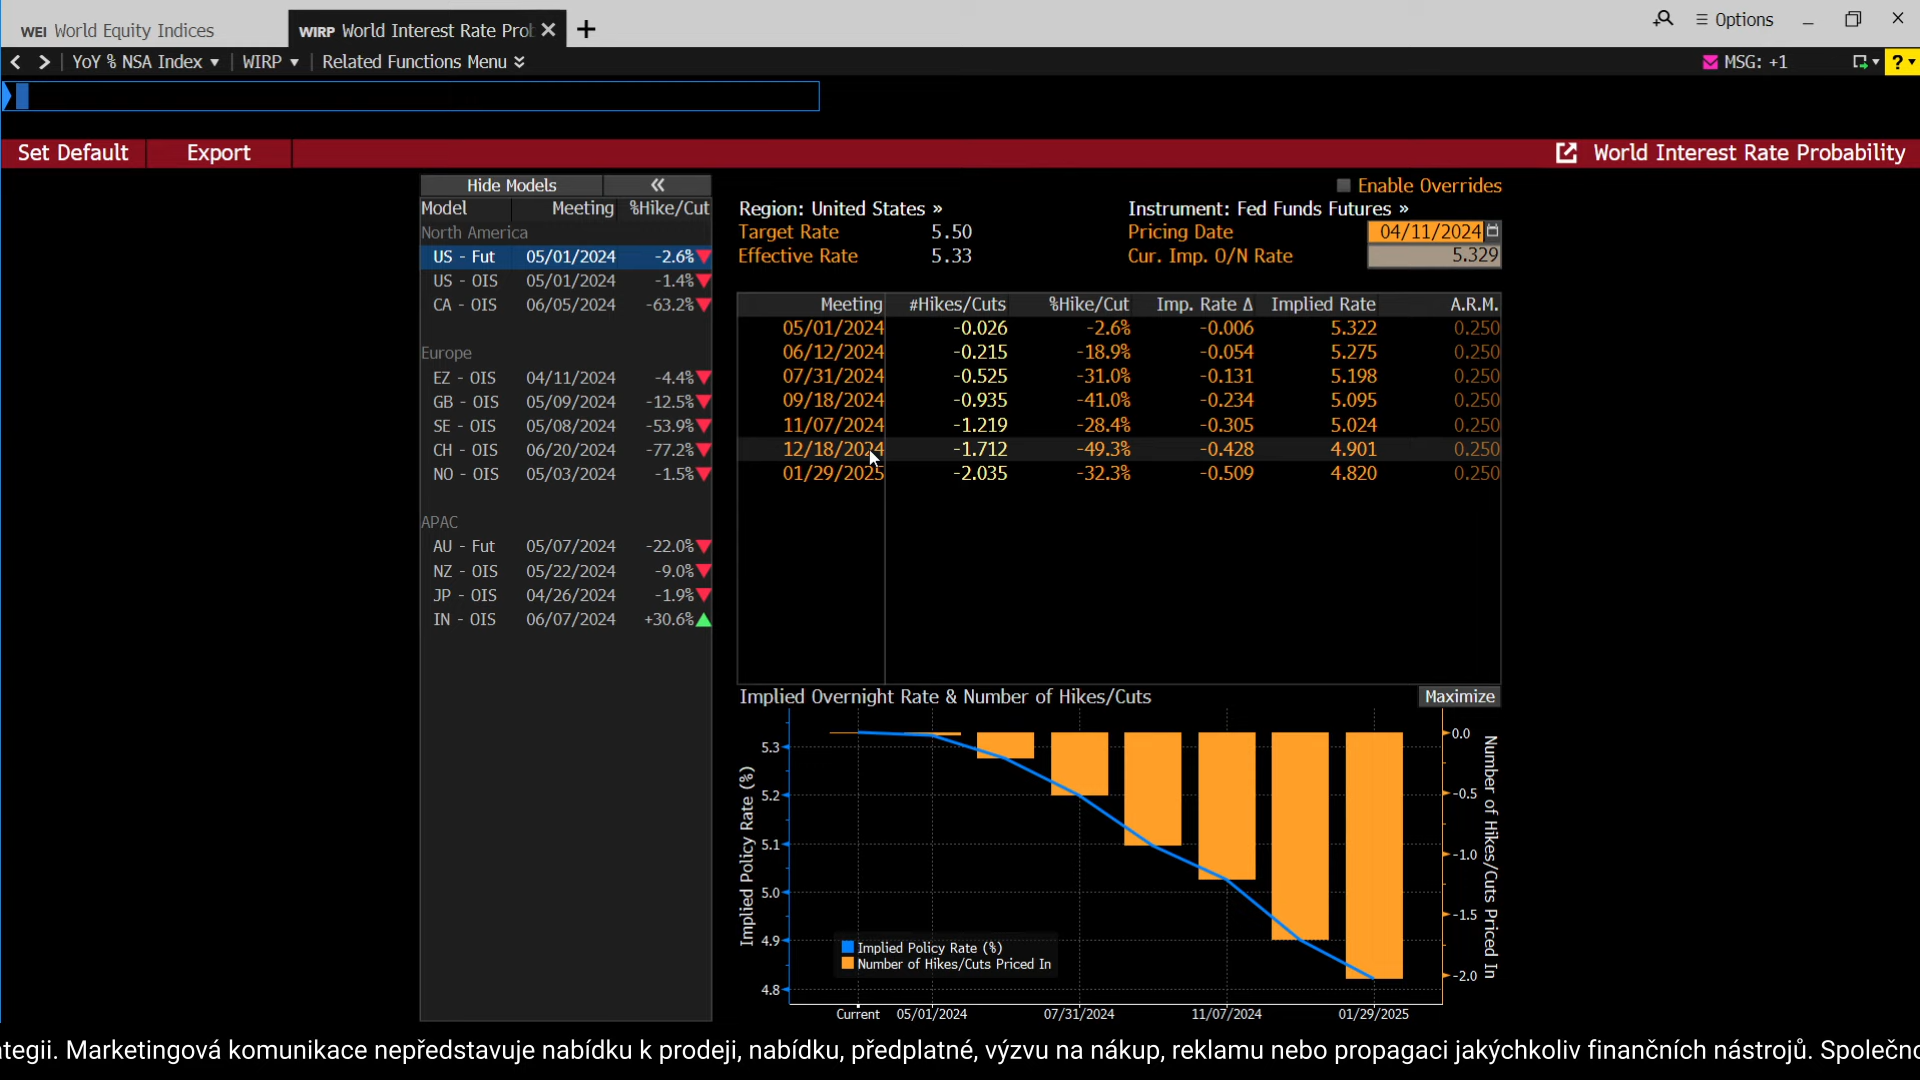 WEI World Equity Indices WIRP World Interest Rate Pro Options
YoY % NSA Index WIRP Related Functions Menu MSG: +1 ?
Set Default Export World Interest Rate Probability
Hide Models «
Model Meeting %Hike/Cut
North America
US - Fut 05/01/2024 -2.6%
US - OIS 05/01/2024 -1.4%
CA - OIS 06/05/2024 -63.2%
Europe
EZ - OIS 04/11/2024 -4.4%
GB - OIS 05/09/2024 -12.5%
SE - OIS 05/08/2024 -53.9%
CH - OIS 06/20/2024 -77.2%
NO - OIS 05/03/2024 -1.5%
APAC
AU - Fut 05/07/2024 -22.0%
NZ - OIS 05/22/2024 -9.0%
JP - OIS 04/26/2024 -1.9%
IN - OIS 06/07/2024 +30.6%
Enable Overrides
Region: United States » Instrument: Fed Funds Futures »
Target Rate 5.50 Pricing Date 04/11/2024
Effective Rate 5.33 Cur. Imp. O/N Rate 5.329
Meeting #Hikes/Cuts %Hike/Cut Imp. Rate Δ Implied Rate A.R.M.
05/01/2024 -0.026 -2.6% -0.006 5.322 0.250
06/12/2024 -0.215 -18.9% -0.054 5.275 0.250
07/31/2024 -0.525 -31.0% -0.131 5.198 0.250
09/18/2024 -0.935 -41.0% -0.234 5.095 0.250
11/07/2024 -1.219 -28.4% -0.305 5.024 0.250
12/18/2024 -1.712 -49.3% -0.428 4.901 0.250
01/29/2025 -2.035 -32.3% -0.509 4.820 0.250
Implied Overnight Rate & Number of Hikes/Cuts Maximize
Implied Policy Rate (%)
5.3
5.2
5.1
5.0
4.9
4.8
Implied Policy Rate (%)
Number of Hikes/Cuts Priced In
0.0
-0.5
-1.0
-1.5
-2.0
Number of Hikes/Cuts Priced In
Current 05/01/2024 07/31/2024 11/07/2024 01/29/2025
tegii. Marketingová komunikace nepředstavuje nabídku k prodeji, nabídku, předplatné, výzvu na nákup, reklamu nebo propagaci jakýchkoliv finančních nástrojů. Společno